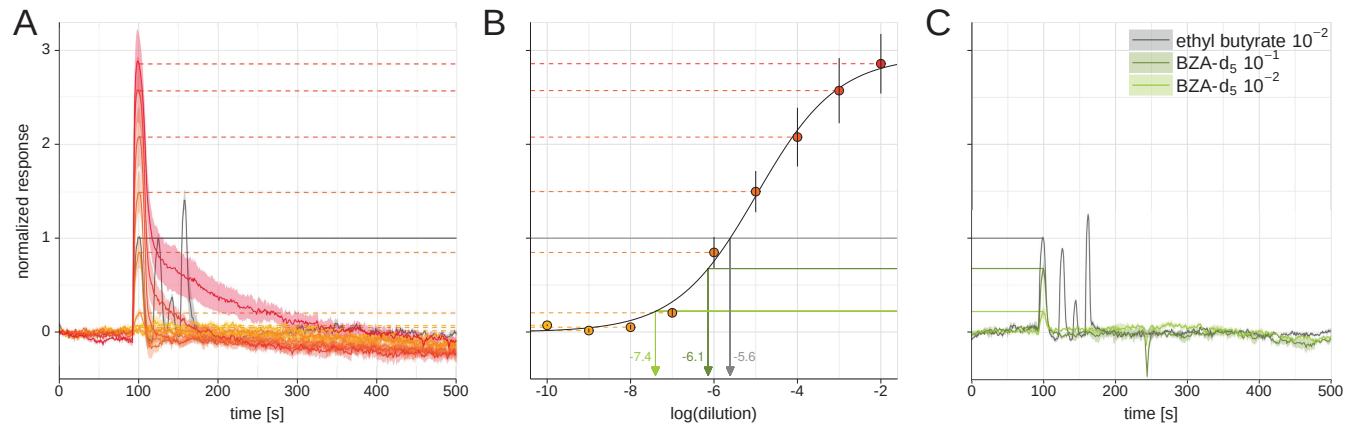 A
B
C
normalized response
3
2
1
0
0
100
200
300
400
500
time [s]
-7.4
-6.1
-5.6
-10
-8
-6
-4
-2
log(dilution)
ethyl butyrate 10⁻²
BZA-d₅ 10⁻¹
BZA-d₅ 10⁻²
0
100
200
300
400
500
time [s]